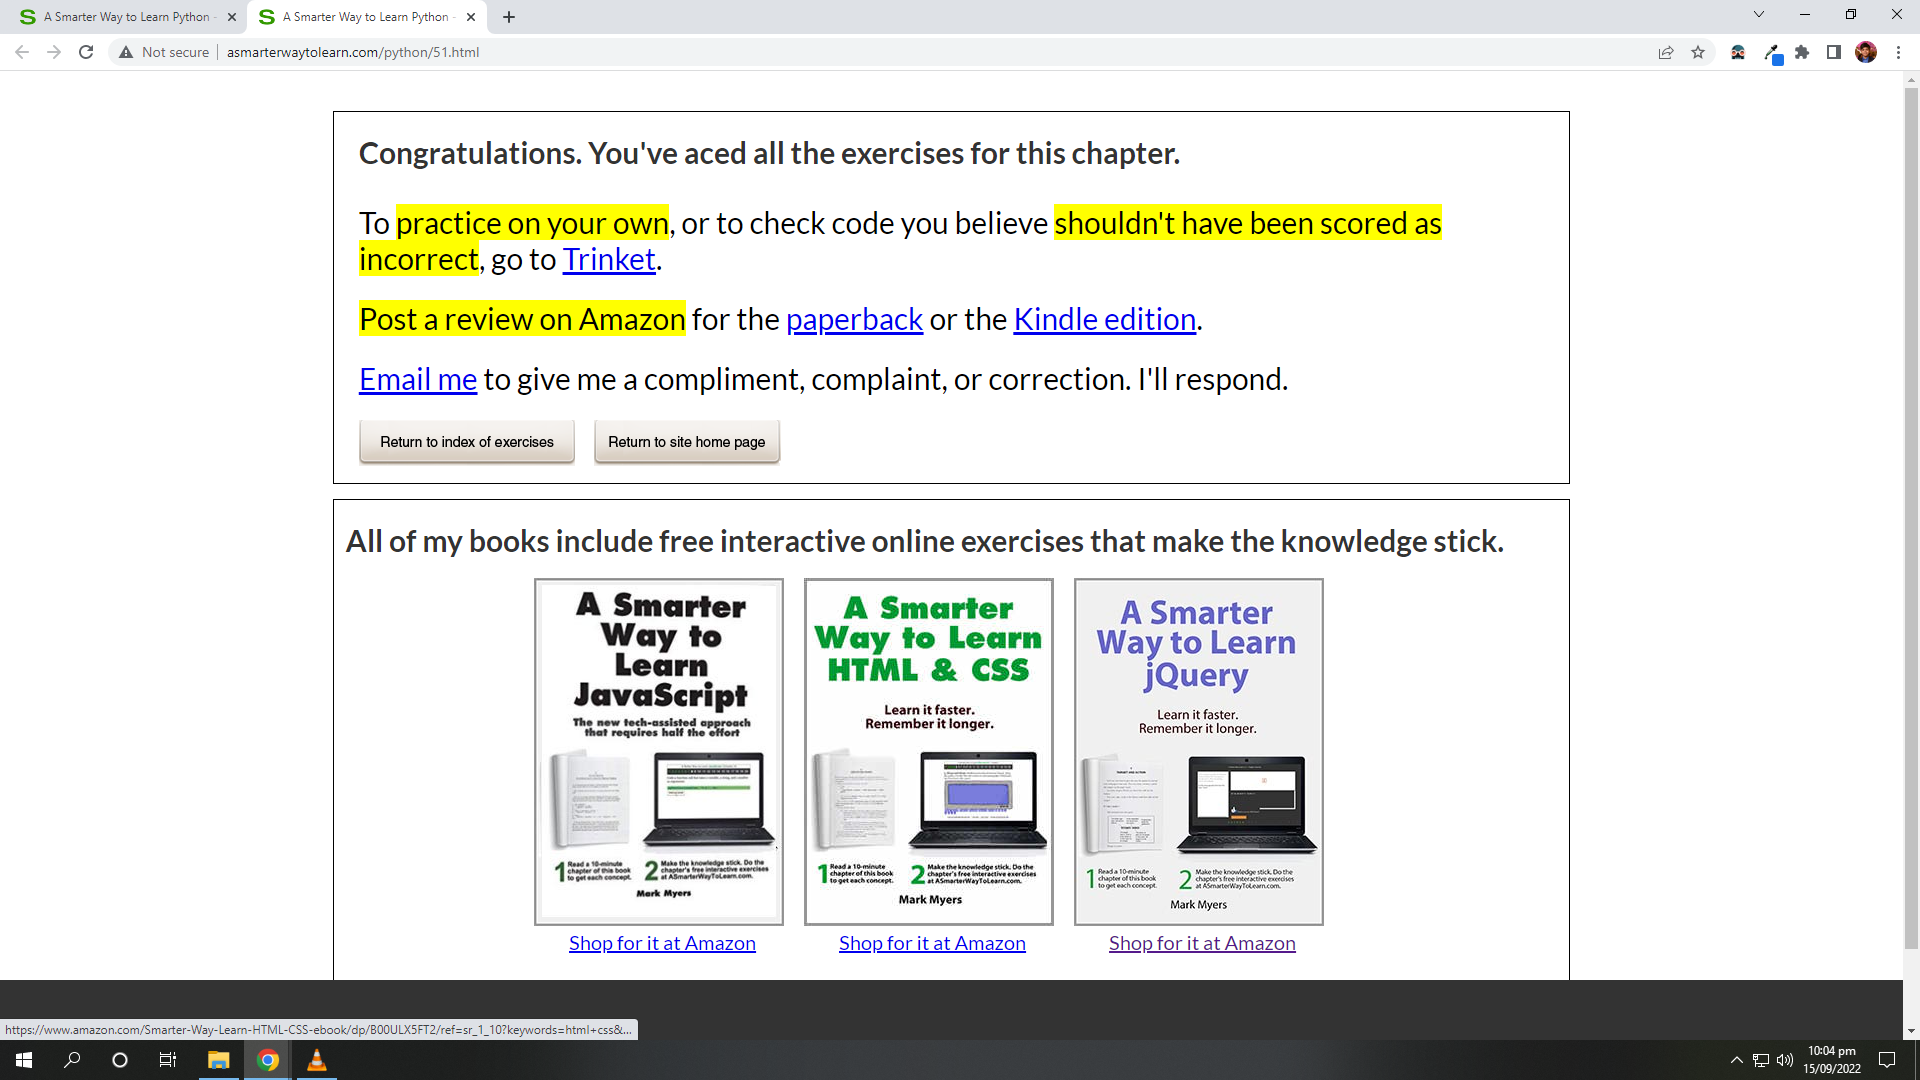 A Smarter Way to Learn Python -
A Smarter Way to Learn Python -
Not secure
asmarterwaytolearn.com/python/51.html
Congratulations. You've aced all the exercises for this chapter.
To practice on your own, or to check code you believe shouldn't have been scored as
incorrect, go to Trinket.
Post a review on Amazon for the paperback or the Kindle edition.
Email me to give me a compliment, complaint, or correction. I'll respond.
Return to index of exercises
Return to site home page
All of my books include free interactive online exercises that make the knowledge stick.
A Smarter
Way to
Learn
JavaScript
The new tech-assisted approach
that requires half the effort
1 Read a 10-minute
chapter of this book
to get each concept.
2 Make the knowledge stick. Do the
chapter's free interactive exercises
at ASmarterWayToLearn.com.
Mark Myers
Shop for it at Amazon
A Smarter
Way to Learn
HTML & CSS
Learn it faster.
Remember it longer.
1 Read a 10-minute
chapter of this book
to get each concept.
2 Make the knowledge stick. Do the
chapter's free interactive exercises
at ASmarterWayToLearn.com.
Mark Myers
Shop for it at Amazon
A Smarter
Way to Learn
jQuery
Learn it faster.
Remember it longer.
1 Read a 10-minute
chapter of this book
to get each concept.
2 Make the knowledge stick. Do the
chapter's free interactive exercises
at ASmarterWayToLearn.com.
Mark Myers
Shop for it at Amazon
https://www.amazon.com/Smarter-Way-Learn-HTML-CSS-ebook/dp/B00ULX5FT2/ref=sr_1_10?keywords=html+css&...
10:04 pm
15/09/2022